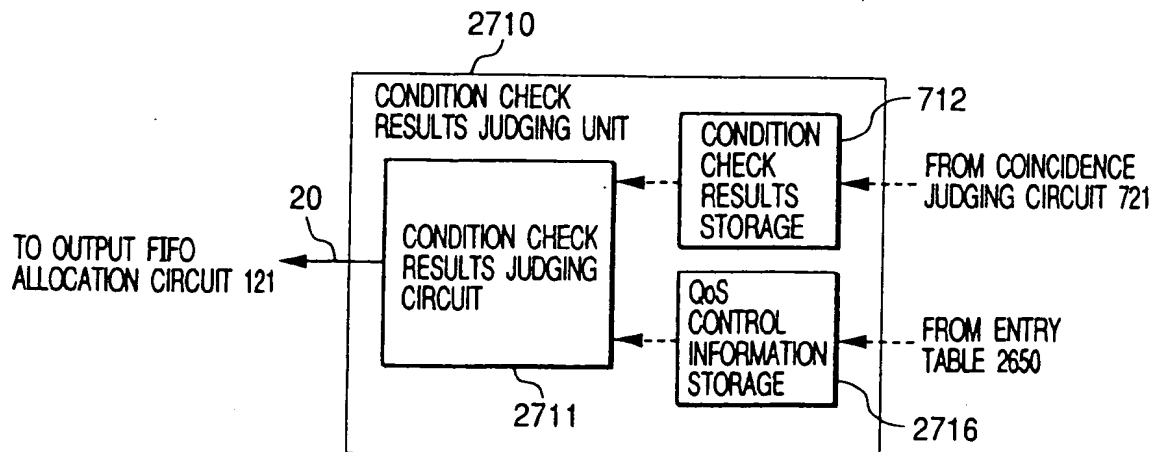 2710
CONDITION CHECK
RESULTS JUDGING UNIT
712
CONDITION
CHECK
RESULTS
STORAGE
FROM COINCIDENCE
JUDGING CIRCUIT 721
20
TO OUTPUT FIFO
ALLOCATION CIRCUIT 121
CONDITION CHECK
RESULTS JUDGING
CIRCUIT
2711
QoS
CONTROL
INFORMATION
STORAGE
FROM ENTRY
TABLE 2650
2716